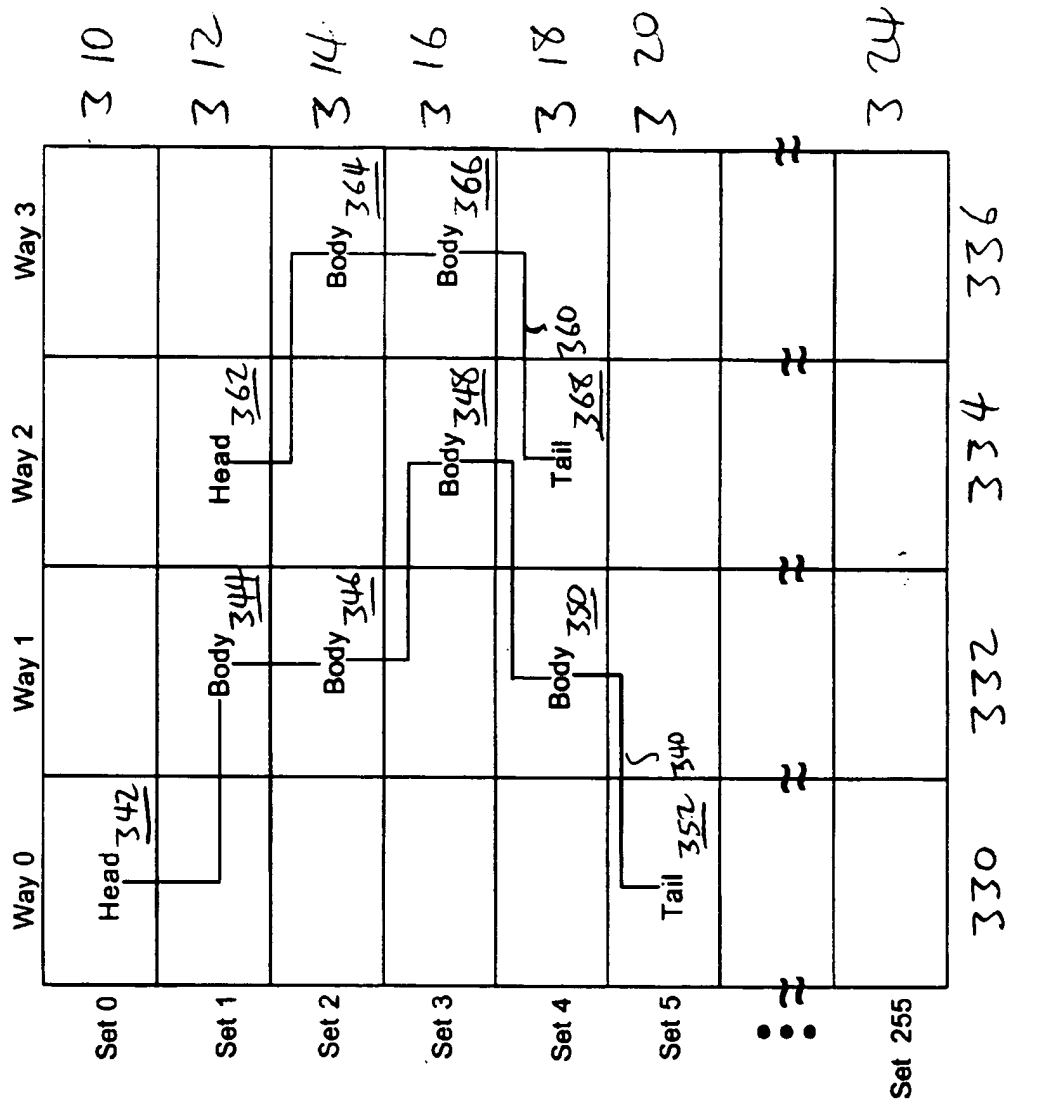 Way 0 Way 1 Way 2 Way 3
Set 0 Head 342 310
Set 1 Body 344 Head 362 312
Set 2 Body 346 Body 364 314
Set 3 Body 348 Body 366 316
Set 4 Body 350 Tail 368 360 318
Set 5 Tail 352 340 320
Set 255 324
330 332 334 336